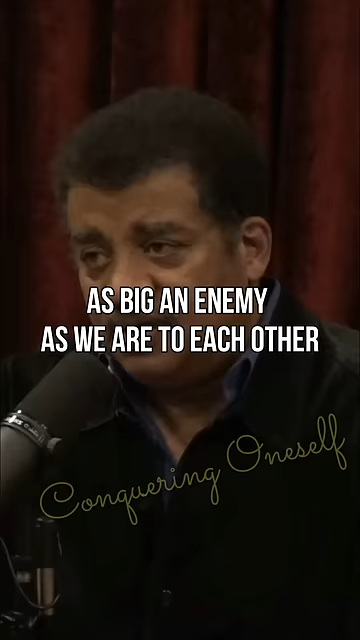 AS BIG AN ENEMY
AS WE ARE TO EACH OTHER
Conquering Oneself